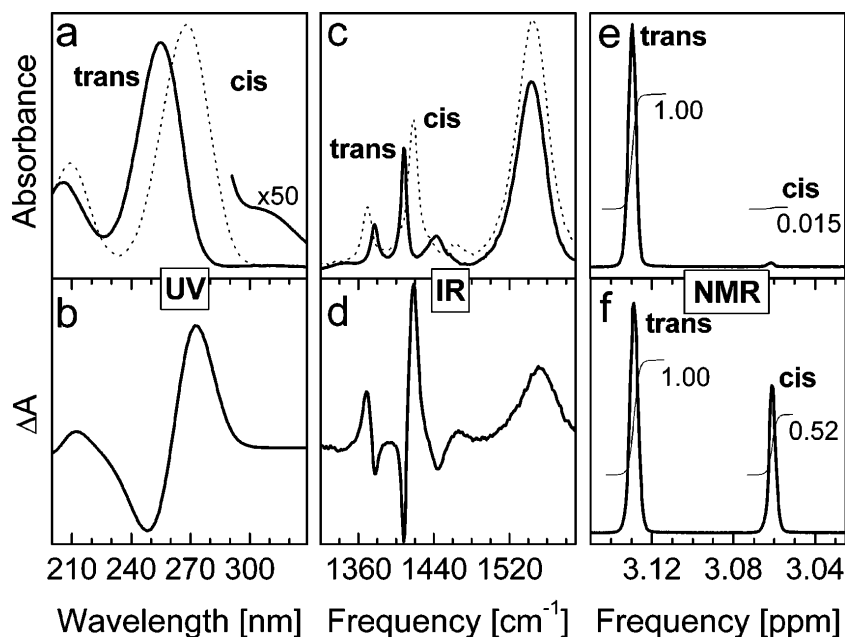 a
trans
cis
x50
c
trans
cis
e
trans
1.00
cis
0.015
Absorbance
UV
IR
NMR
b
d
f
trans
1.00
cis
0.52
ΔA
210 240 270 300
1360 1440 1520
3.12 3.08 3.04
Wavelength [nm]
Frequency [cm-1]
Frequency [ppm]